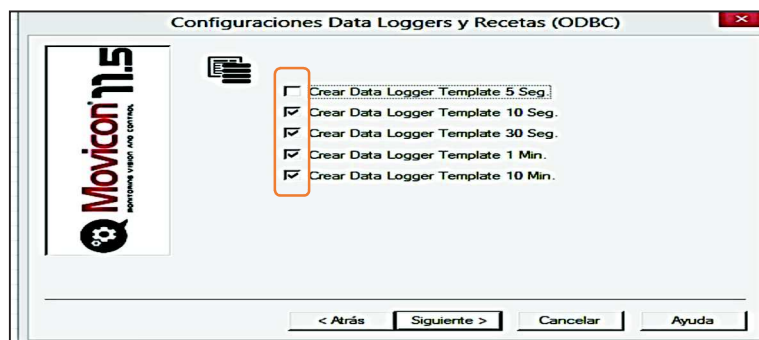 Configuraciones Data Loggers y Recetas (ODBC)
Movicon 11.5
MONITORING VISION AND CONTROL
Crear Data Logger Template 5 Seg.
Crear Data Logger Template 10 Seg.
Crear Data Logger Template 30 Seg.
Crear Data Logger Template 1 Min.
Crear Data Logger Template 10 Min.
< Atrás Siguiente > Cancelar Ayuda